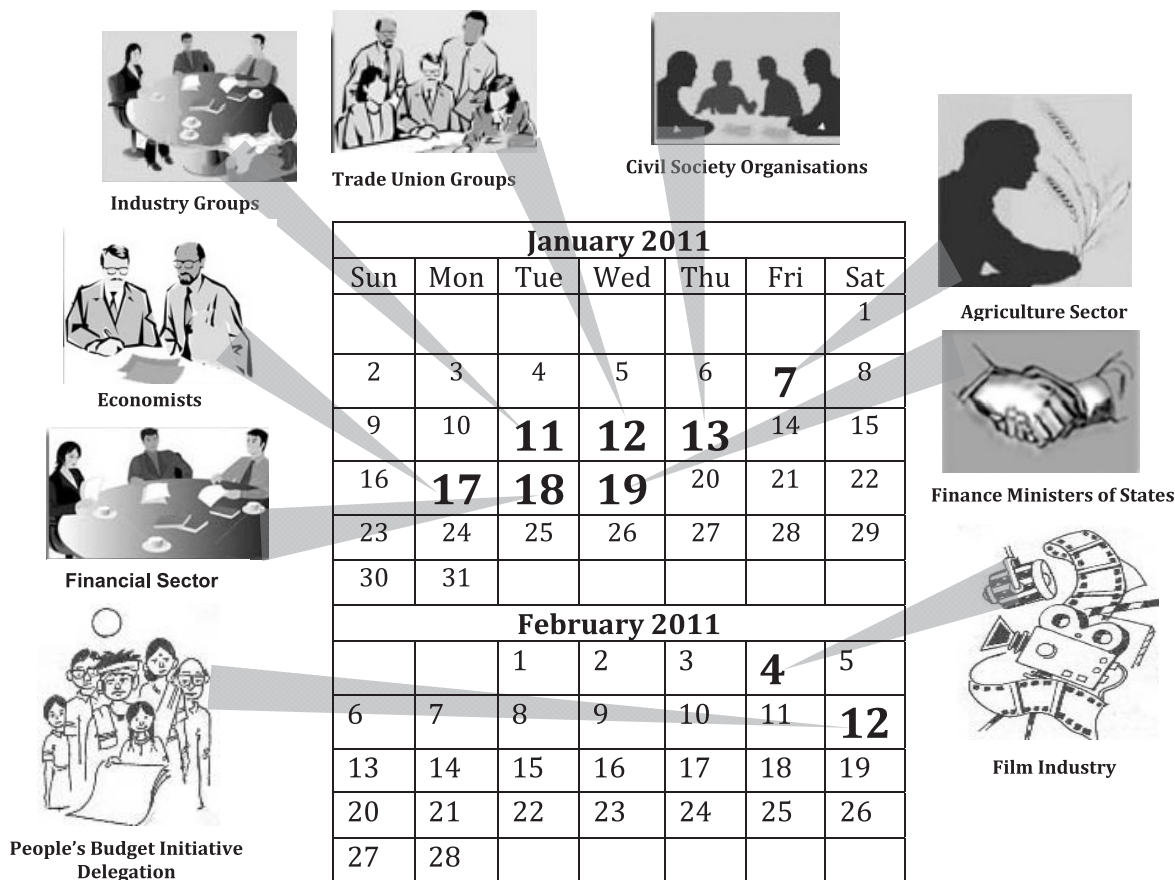 Industry Groups
Trade Union Groups
Civil Society Organisations
Agriculture Sector
Economists
Finance Ministers of States
Financial Sector
Film Industry
People's Budget Initiative
Delegation
January 2011
Sun Mon Tue Wed Thu Fri Sat
1
2 3 4 5 6 7 8
9 10 11 12 13 14 15
16 17 18 19 20 21 22
23 24 25 26 27 28 29
30 31
February 2011
1 2 3 4 5
6 7 8 9 10 11 12
13 14 15 16 17 18 19
20 21 22 23 24 25 26
27 28